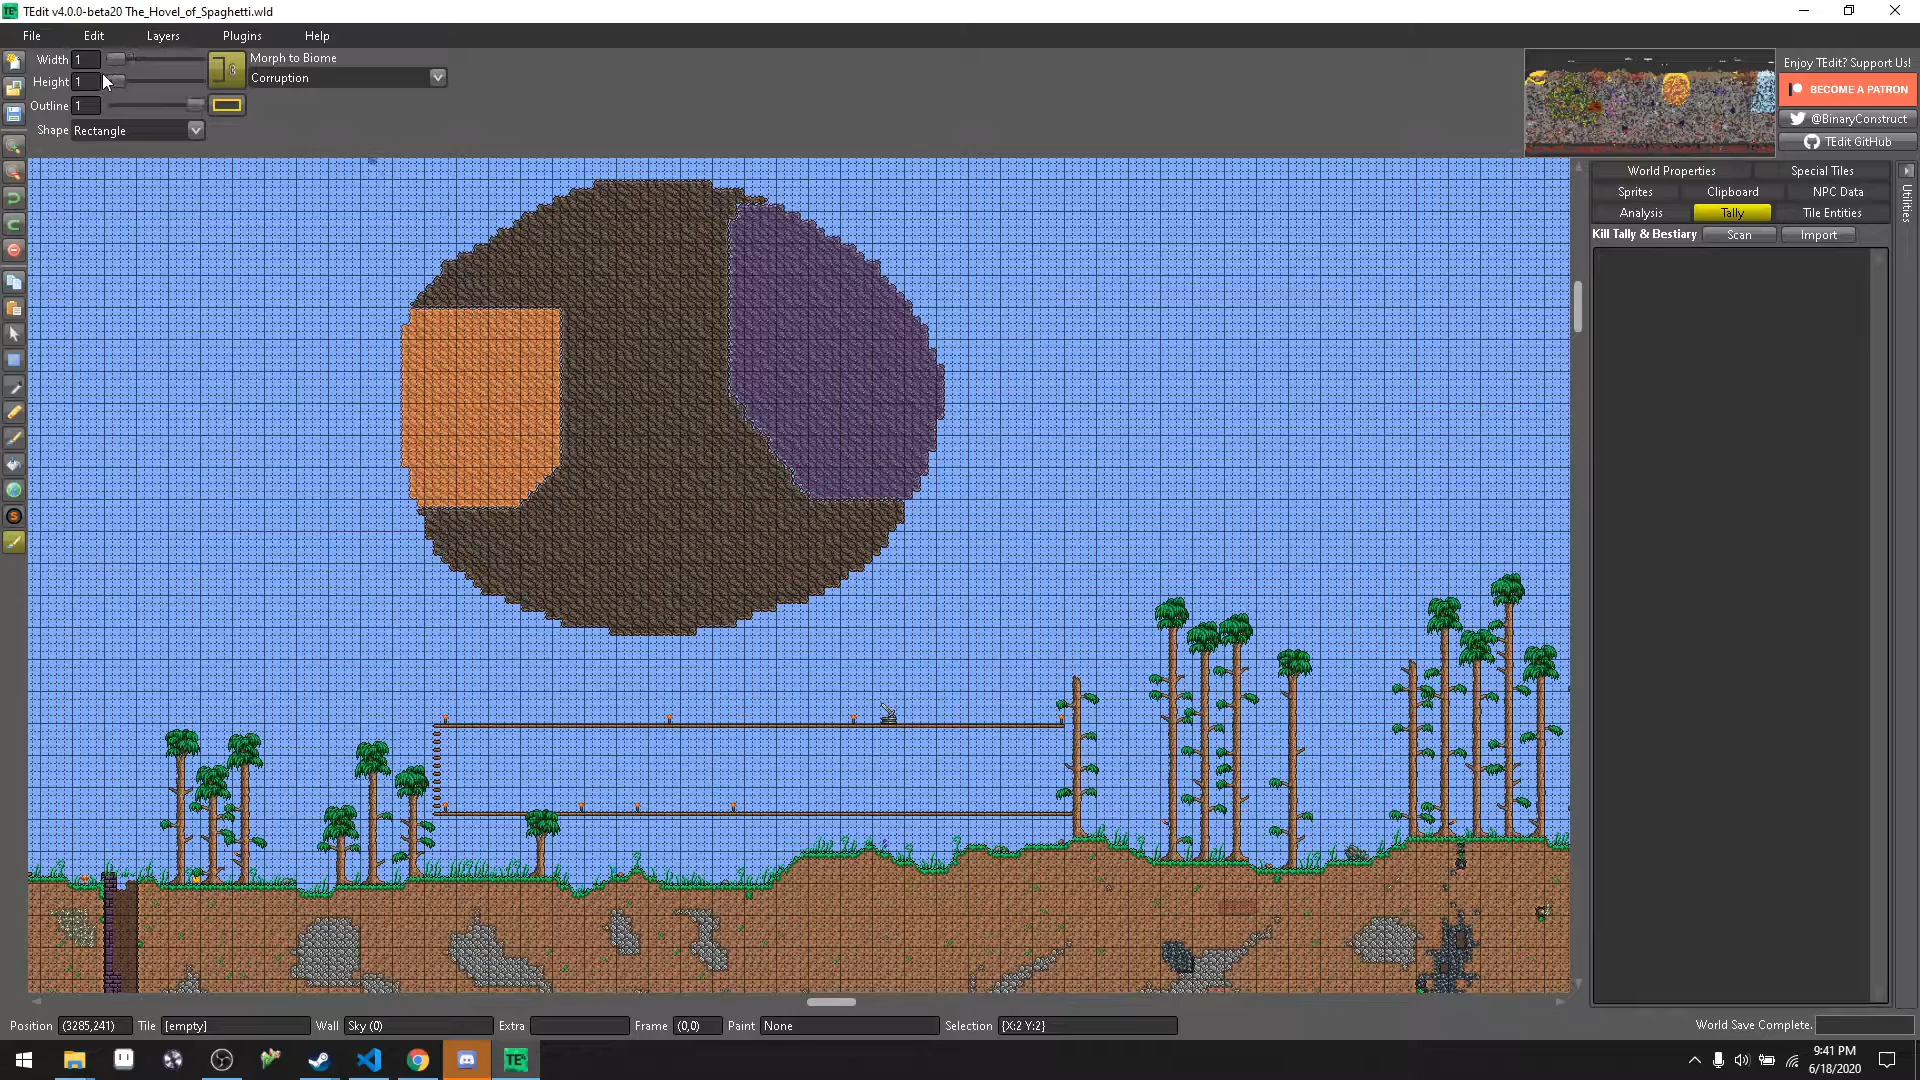 TEdit v4.0.0-beta20 The_Hovel_of_Spaghetti.wld
File Edit Layers Plugins Help
Width 1
Height 1
Outline 1
Shape Rectangle
Morph to Biome
Corruption
Enjoy TEdit? Support Us!
BECOME A PATRON
@BinaryConstruct
TEdit GitHub
World Properties Special Tiles
Sprites Clipboard NPC Data
Analysis Tally Tile Entities
Kill Tally & Bestiary Scan Import
Utilities
Position (3285,241) Tile [empty] Wall Sky (0) Extra Frame (0,0) Paint None Selection {X:2 Y:2} World Save Complete.
TE
9:41 PM
6/18/2020